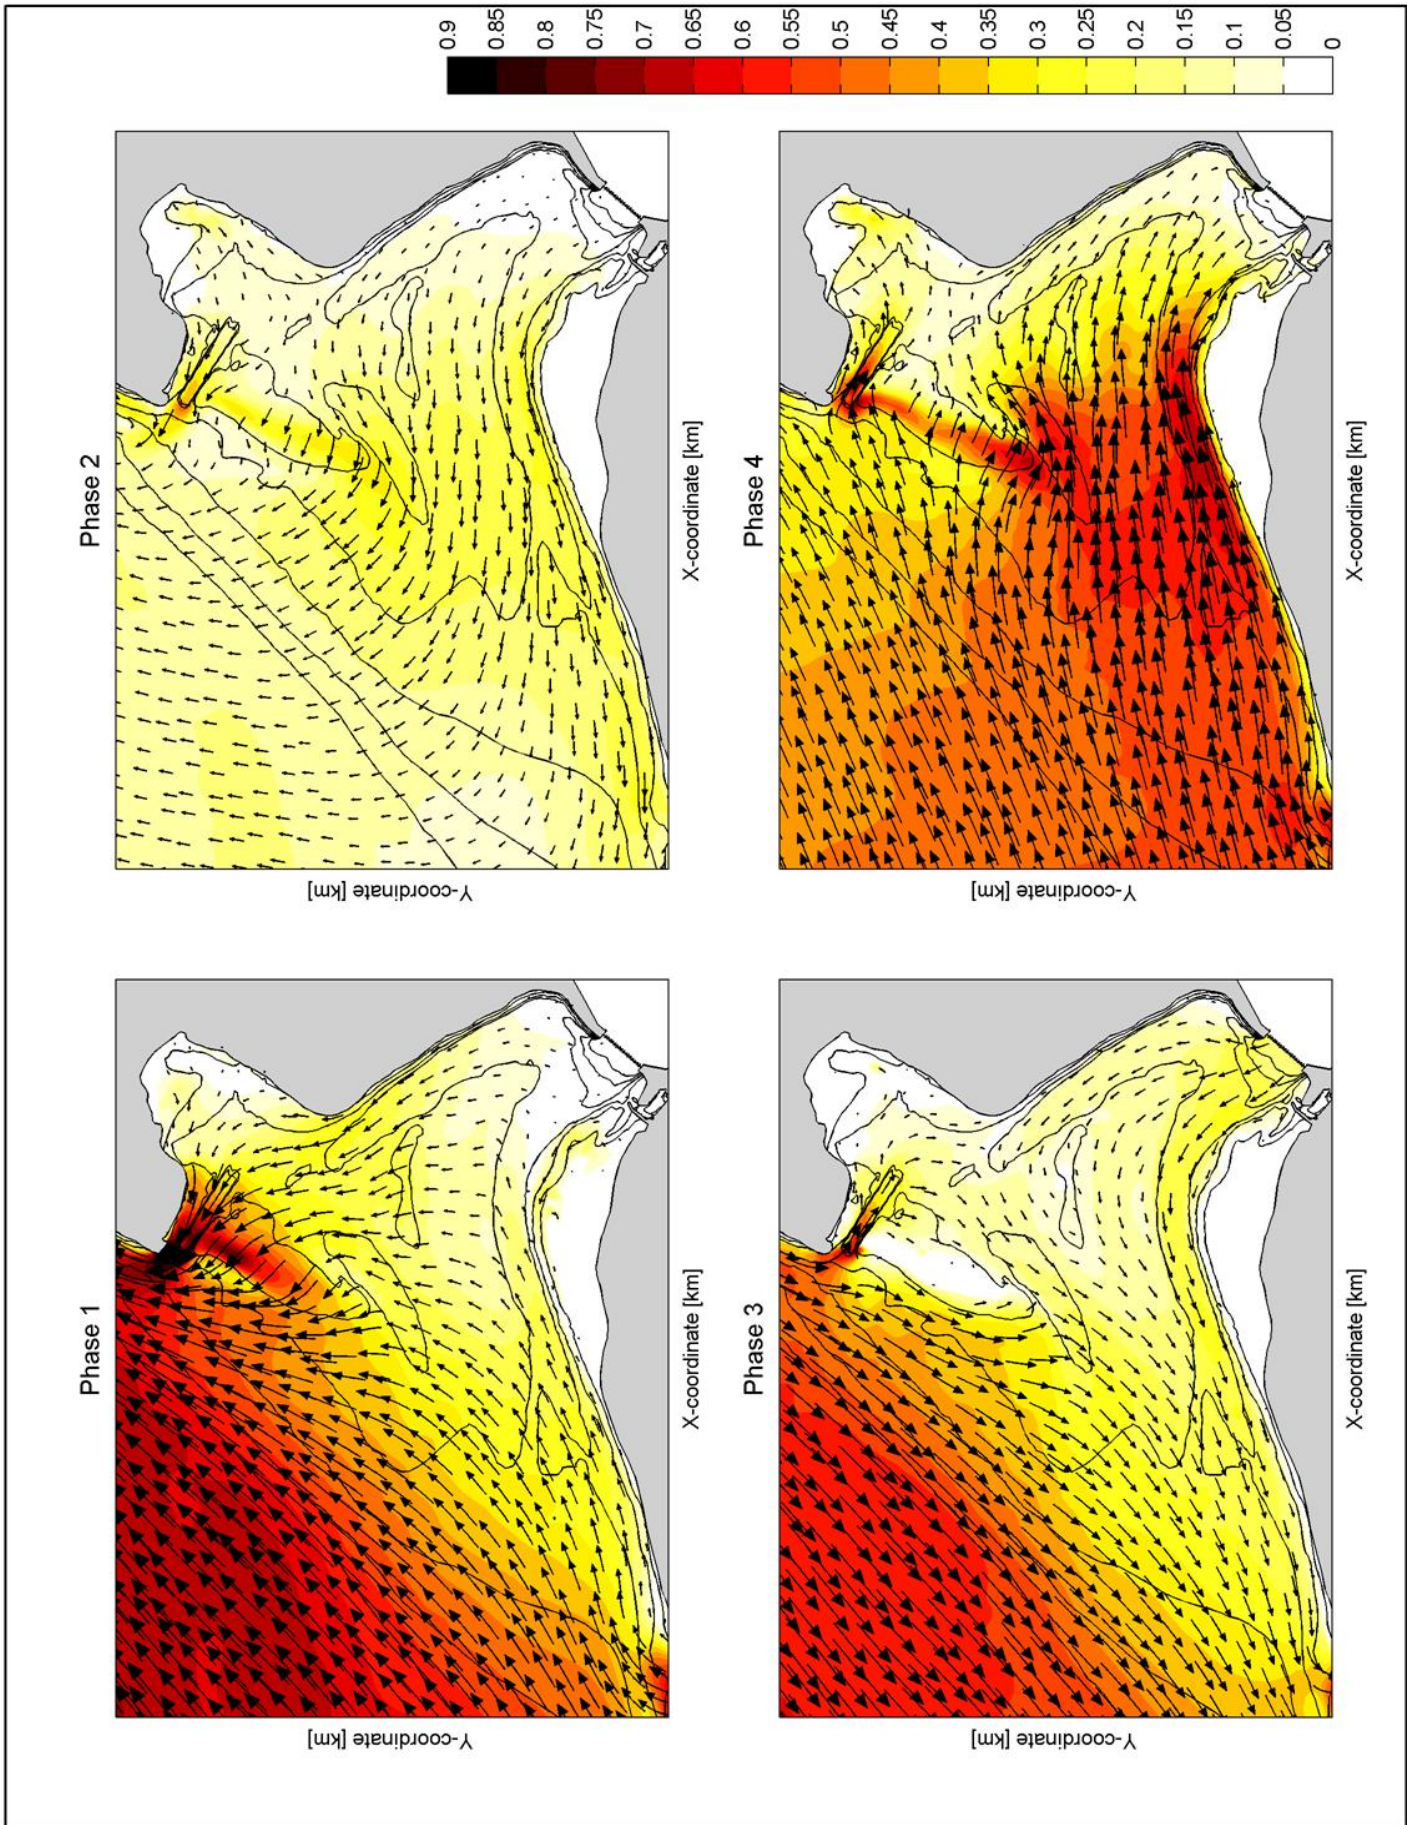 Phase 1
Y-coordinate [km]
X-coordinate [km]
Phase 2
Y-coordinate [km]
X-coordinate [km]
Phase 3
Y-coordinate [km]
X-coordinate [km]
Phase 4
Y-coordinate [km]
X-coordinate [km]
0.9
0.85
0.8
0.75
0.7
0.65
0.6
0.55
0.5
0.45
0.4
0.35
0.3
0.25
0.2
0.15
0.1
0.05
0